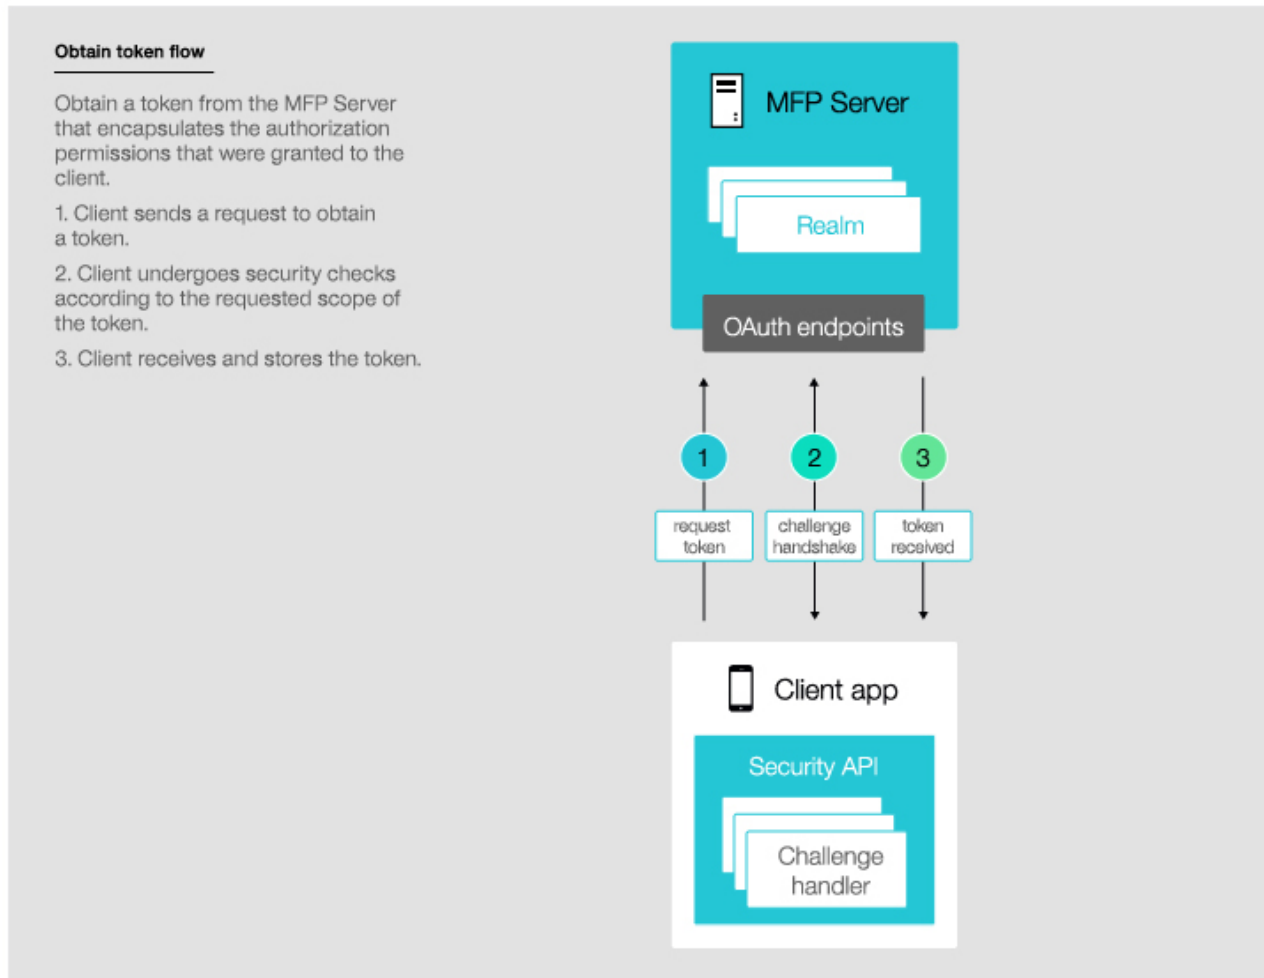 Obtain token flow
Obtain a token from the MFP Server
that encapsulates the authorization
permissions that were granted to the
client.
1. Client sends a request to obtain
a token.
2. Client undergoes security checks
according to the requested scope of
the token.
3. Client receives and stores the token.
MFP Server
Realm
OAuth endpoints
1
2
3
request
token
challenge
handshake
token
received
Client app
Security API
Challenge
handler